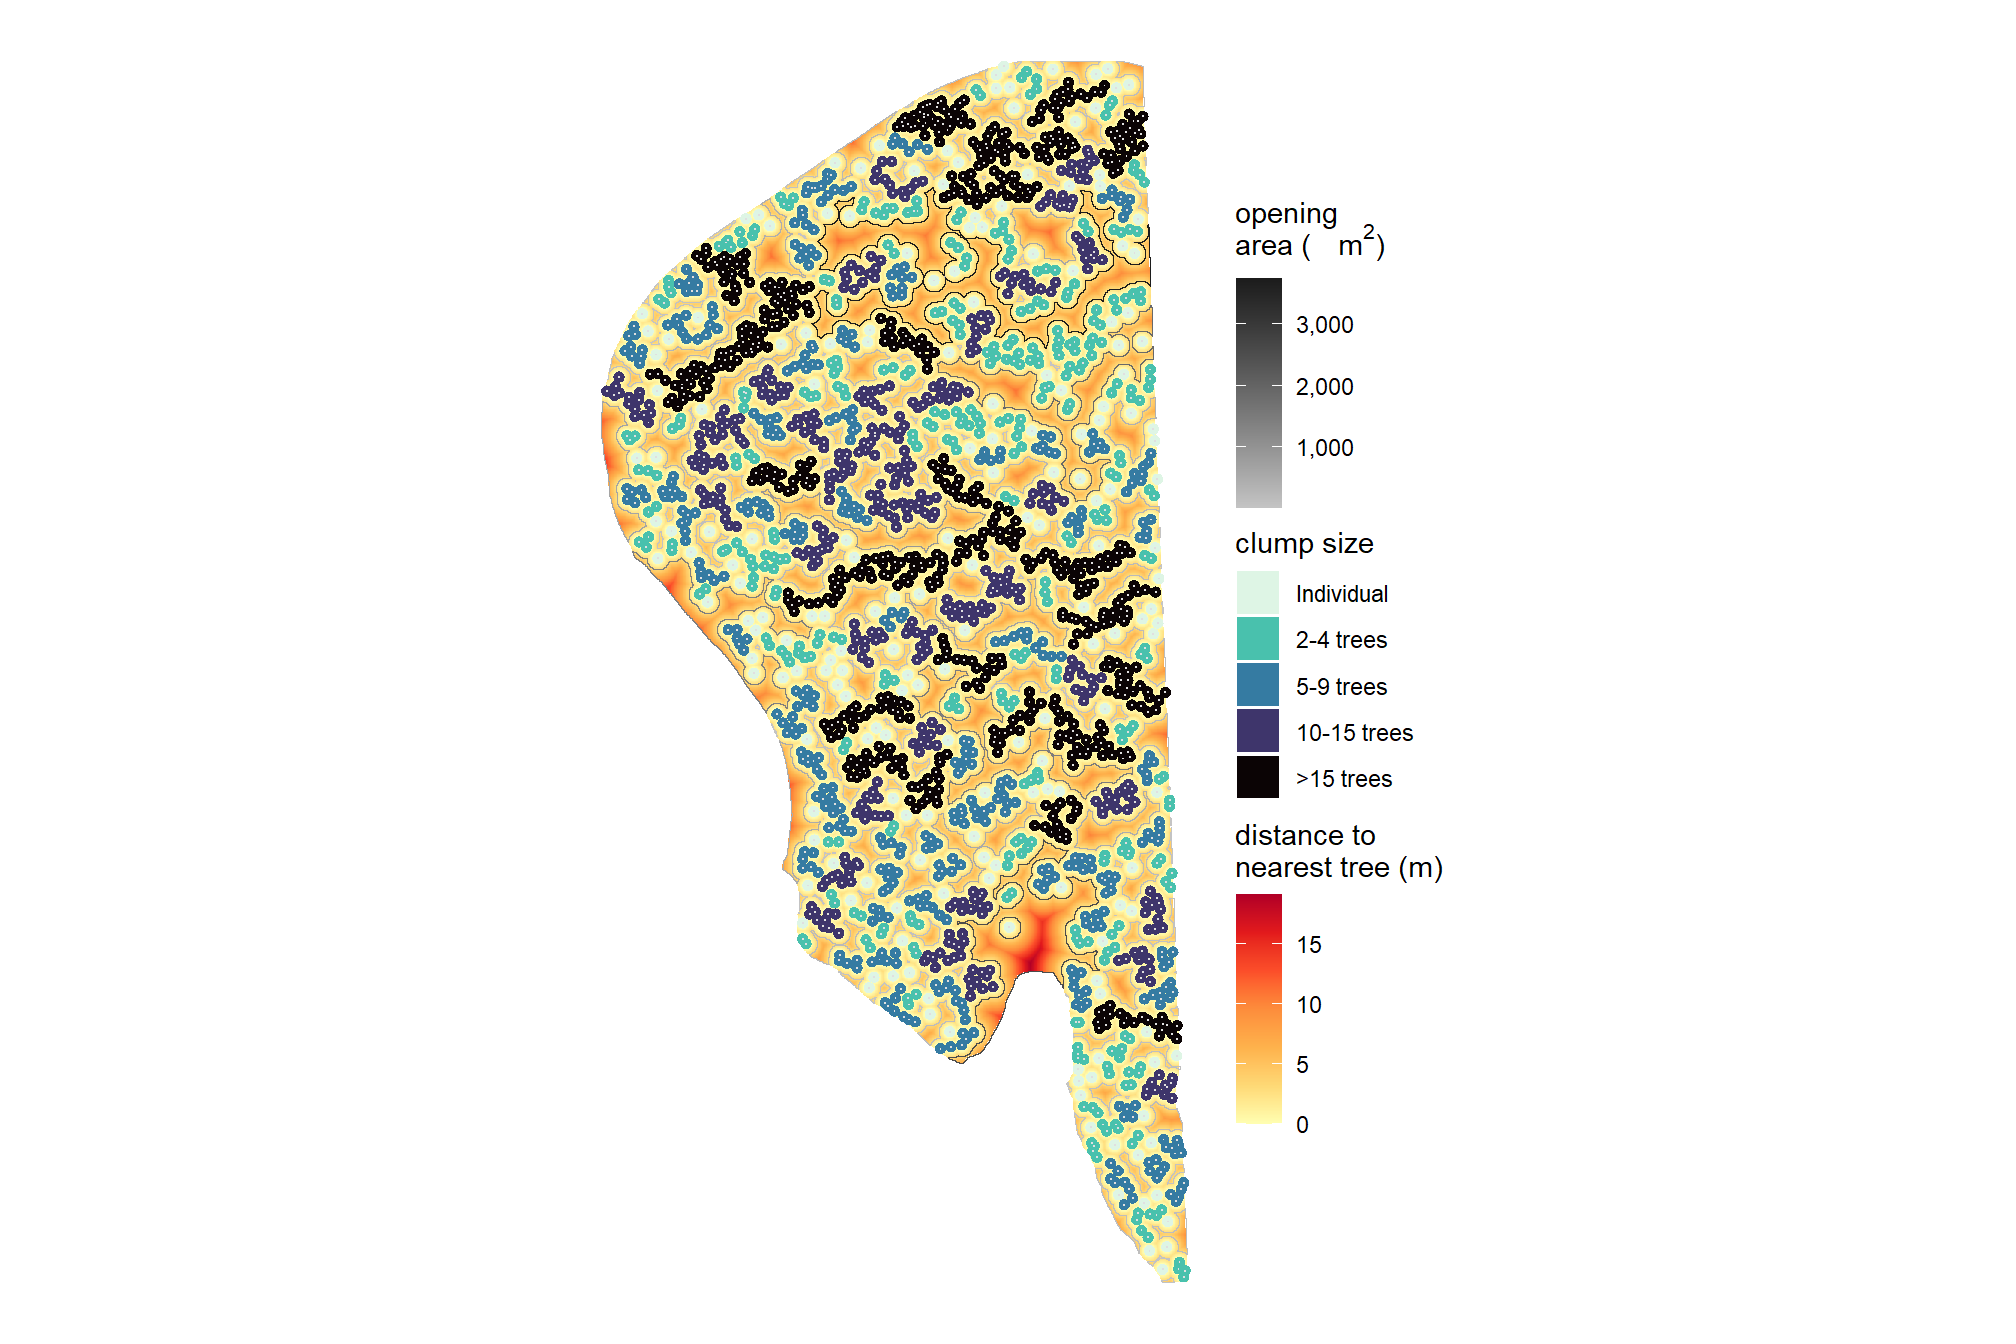 opening
area ( m²)
3,000
2,000
1,000
clump size
Individual
2-4 trees
5-9 trees
10-15 trees
>15 trees
distance to
nearest tree (m)
15
10
5
0